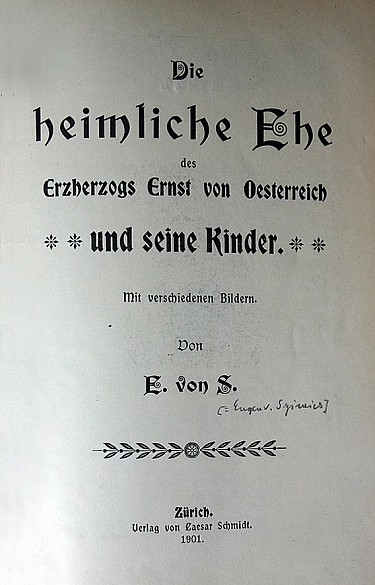 Die
heimliche Ehe
des
Erzherzogs Ernst von Oesterreich
und seine Kinder.
Mit verschiedenen Bildern.
Von
E. von S.
[= Eugen v.
Zürich.
Verlag von Caesar Schmidt.
1901.